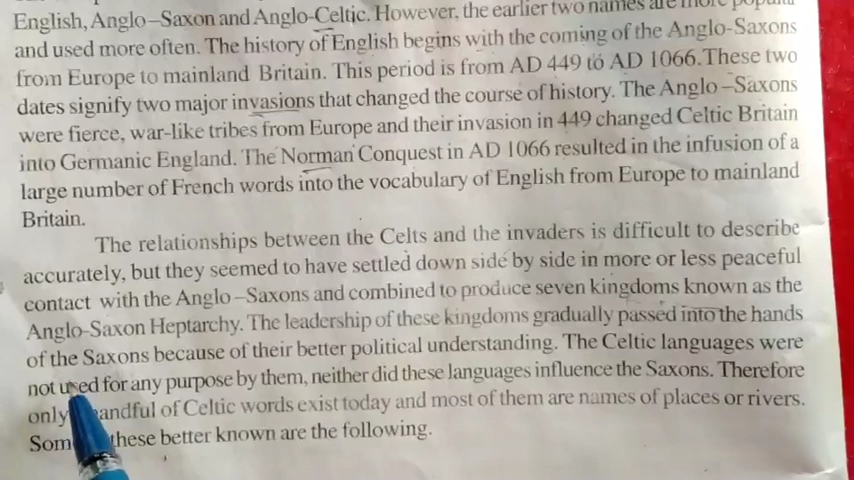 English, Anglo–Saxon and Anglo-Celtic. However, the earlier two names are more popular
and used more often. The history of English begins with the coming of the Anglo-Saxons
from Europe to mainland Britain. This period is from AD 449 to AD 1066.These two
dates signify two major invasions that changed the course of history. The Anglo –Saxons
were fierce, war-like tribes from Europe and their invasion in 449 changed Celtic Britain
into Germanic England. The Norman Conquest in AD 1066 resulted in the infusion of a
large number of French words into the vocabulary of English from Europe to mainland
Britain.
The relationships between the Celts and the invaders is difficult to describe
accurately, but they seemed to have settled down side by side in more or less peaceful
contact with the Anglo –Saxons and combined to produce seven kingdoms known as the
Anglo-Saxon Heptarchy. The leadership of these kingdoms gradually passed into the hands
of the Saxons because of their better political understanding. The Celtic languages were
not used for any purpose by them, neither did these languages influence the Saxons. Therefore
only handful of Celtic words exist today and most of them are names of places or rivers.
Some these better known are the following.